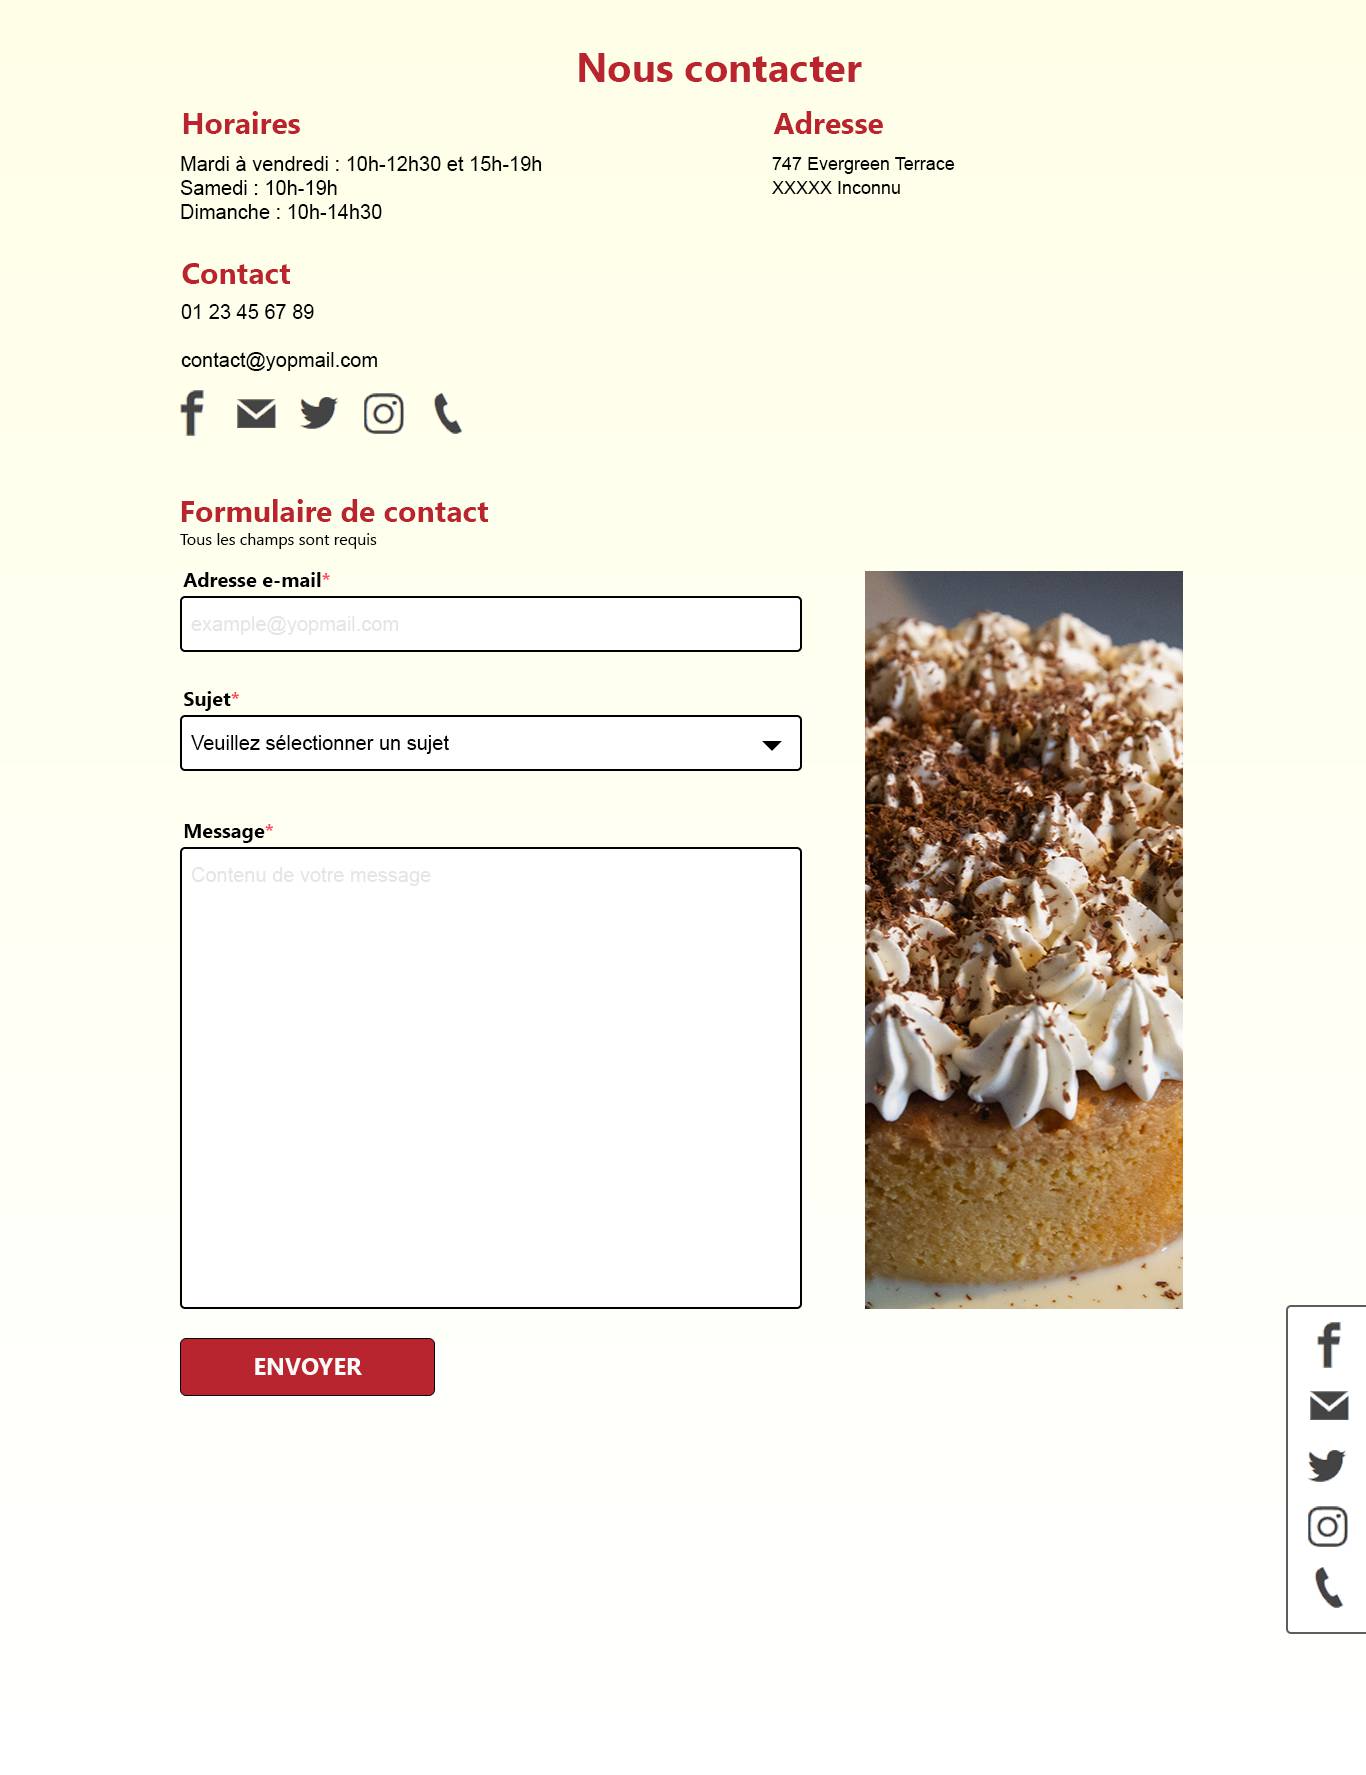 Nous contacter
Horaires
Mardi à vendredi : 10h-12h30 et 15h-19h
Samedi : 10h-19h
Dimanche : 10h-14h30
Adresse
747 Evergreen Terrace
XXXXX Inconnu
Contact
01 23 45 67 89
contact@yopmail.com
Formulaire de contact
Tous les champs sont requis
Adresse e-mail*
example@yopmail.com
Sujet*
Veuillez sélectionner un sujet
Message*
Contenu de votre message
ENVOYER